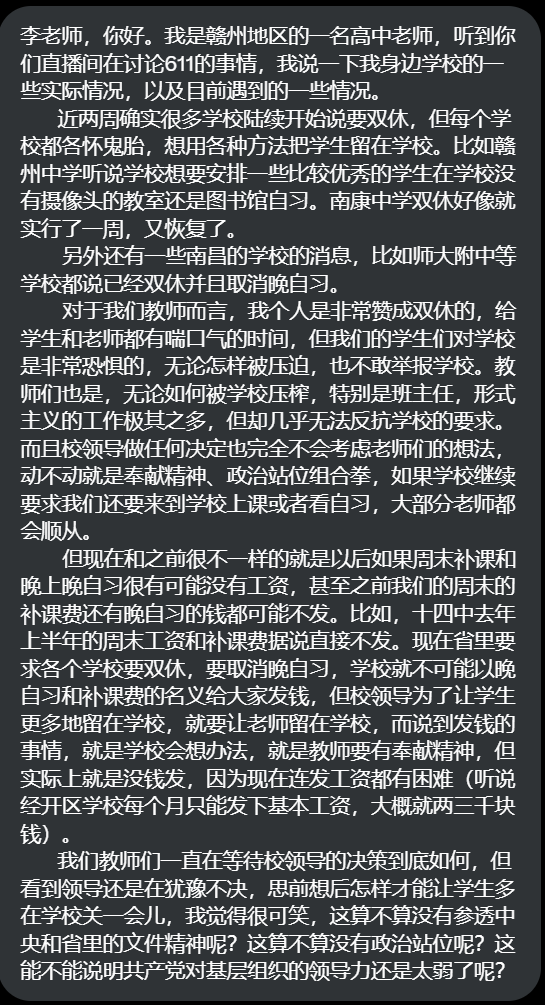 李老师，你好。我是赣州地区的一名高中老师，听到你
们直播间在讨论611的事情，我说一下我身边学校的一
些实际情况，以及目前遇到的一些情况。
近两周确实很多学校陆续开始说要双休，但每个学
校都各怀鬼胎，想用各种方法把学生留在学校。比如赣
州中学听说学校想要安排一些比较优秀的学生在学校没
有摄像头的教室还是图书馆自习。南康中学双休好像就
实行了一周，又恢复了。
另外还有一些南昌的学校的消息，比如师大附中等
学校都说已经双休并且取消晚自习。
对于我们教师而言，我个人是非常赞成双休的，给
学生和老师都有喘口气的时间，但我们的学生们对学校
是非常恐惧的，无论怎样被压迫，也不敢举报学校。教
师们也是，无论如何被学校压榨，特别是班主任，形式
主义的工作极其之多，但却几乎无法反抗学校的要求。
而且校领导做任何决定也完全不会考虑老师们的想法，
动不动就是奉献精神、政治站位组合拳，如果学校继续
要求我们还要来到学校上课或者看自习，大部分老师都
会顺从。
但现在和之前很不一样的就是以后如果周末补课和
晚上晚自习很有可能没有工资，甚至之前我们的周末的
补课费还有晚自习的钱都可能不发。比如，十四中去年
上半年的周末工资和补课费据说直接不发。现在省里要
求各个学校要双休，要取消晚自习，学校就不可能以晚
自习和补课费的名义给大家发钱，但校领导为了让学生
更多地留在学校，就要让老师留在学校，而说到发钱的
事情，就是学校会想办法，就是教师要有奉献精神，但
实际上就是没钱发，因为现在连发工资都有困难（听说
经开区学校每个月只能发下基本工资，大概就两三千块
钱）。
我们教师们一直在等待校领导的决策到底如何，但
看到领导还是在犹豫不决，思前想后怎样才能让学生多
在学校关一会儿，我觉得很可笑，这算不算没有参透中
央和省里的文件精神呢？这算不算没有政治站位呢？这
能不能说明共产党对基层组织的领导力还是太弱了呢？